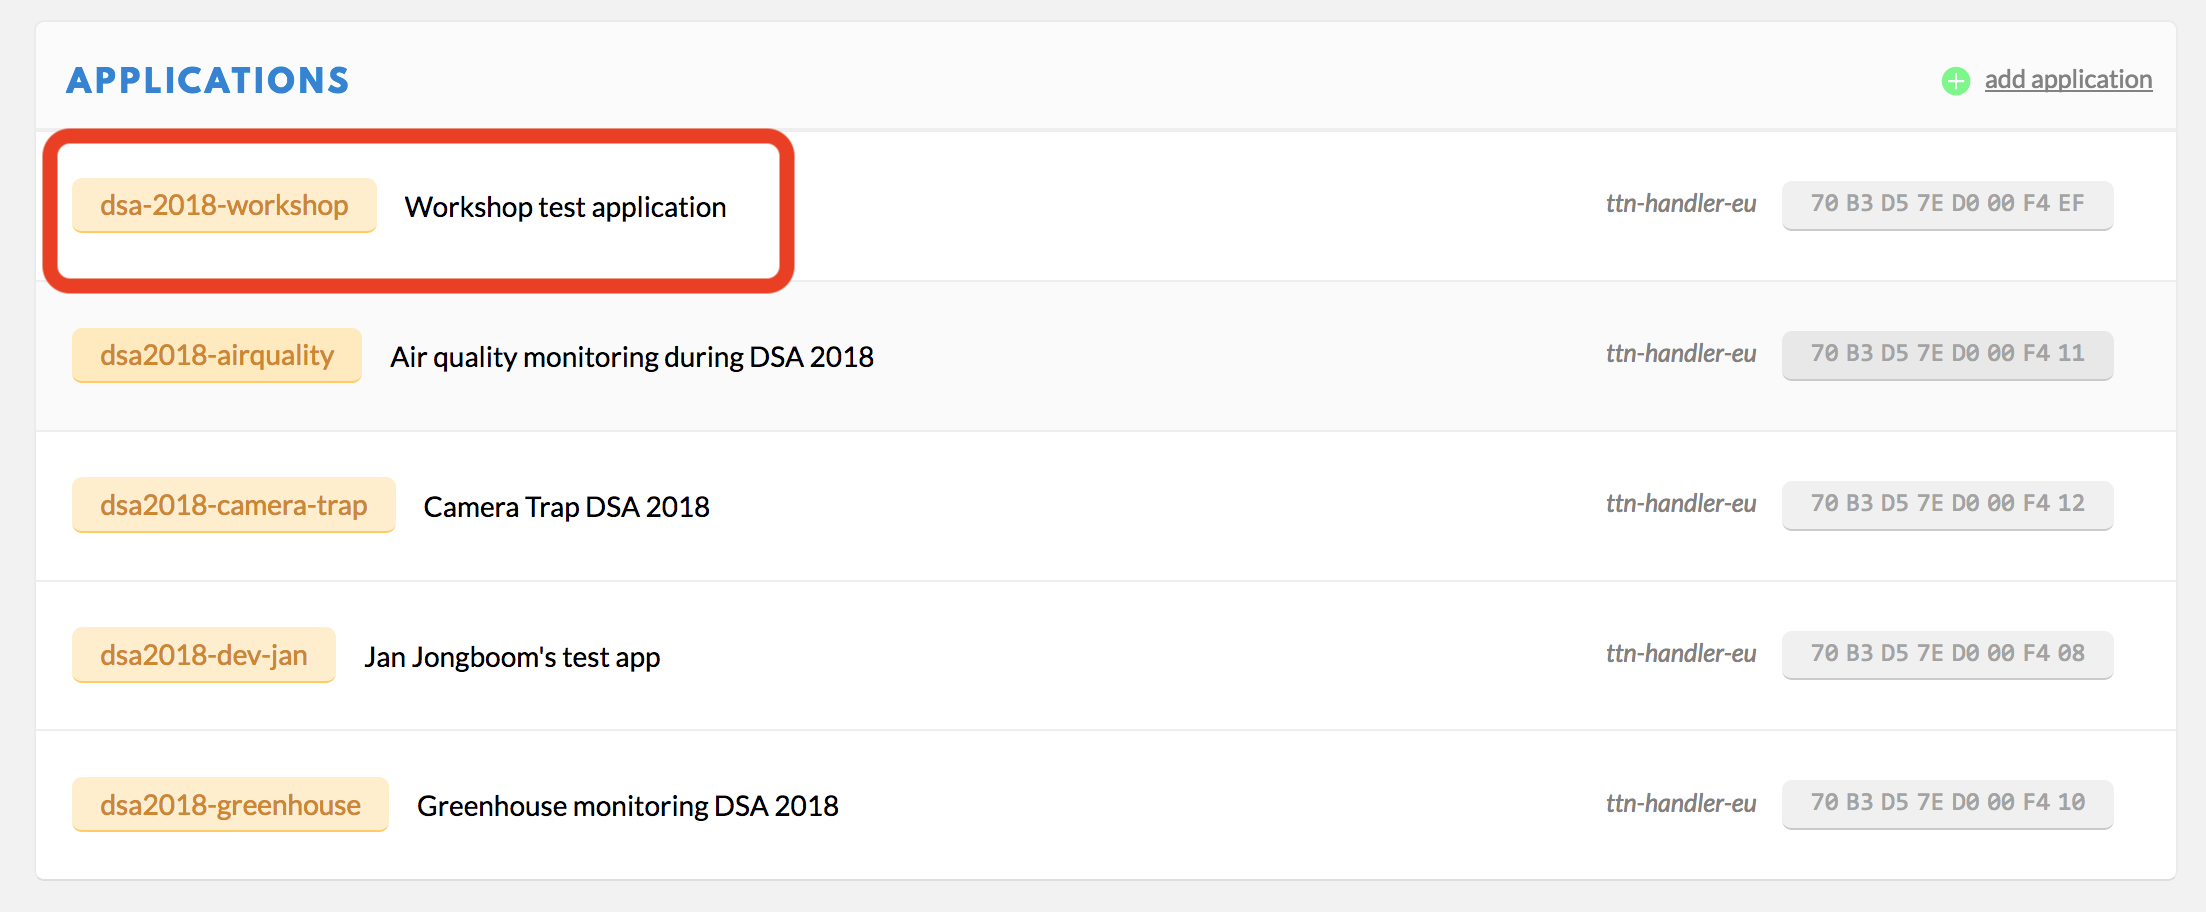 APPLICATIONS
add application
dsa-2018-workshop Workshop test application ttn-handler-eu 70 B3 D5 7E D0 00 F4 EF
dsa2018-airquality Air quality monitoring during DSA 2018 ttn-handler-eu 70 B3 D5 7E D0 00 F4 11
dsa2018-camera-trap Camera Trap DSA 2018 ttn-handler-eu 70 B3 D5 7E D0 00 F4 12
dsa2018-dev-jan Jan Jongboom's test app ttn-handler-eu 70 B3 D5 7E D0 00 F4 08
dsa2018-greenhouse Greenhouse monitoring DSA 2018 ttn-handler-eu 70 B3 D5 7E D0 00 F4 10